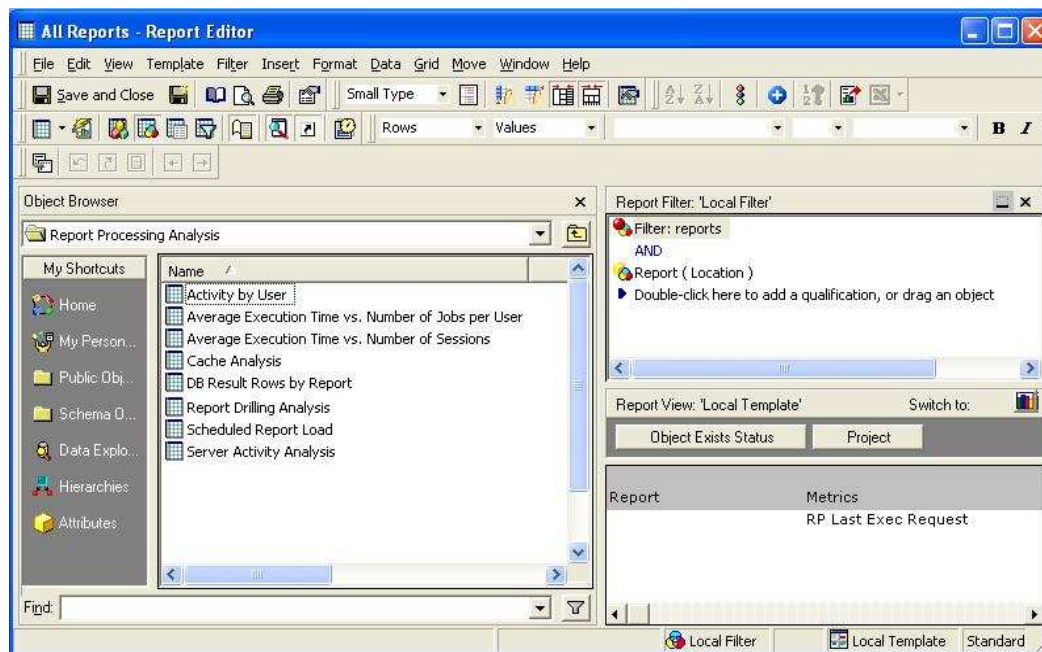 All Reports - Report Editor
File Edit View Template Filter Insert Format Data Grid Move Window Help
Save and Close Small Type
Rows Values B I
Object Browser
Report Processing Analysis
My Shortcuts
Home
My Person...
Public Obj...
Schema O...
Data Explo...
Hierarchies
Attributes
Name
Activity by User
Average Execution Time vs. Number of Jobs per User
Average Execution Time vs. Number of Sessions
Cache Analysis
DB Result Rows by Report
Report Drilling Analysis
Scheduled Report Load
Server Activity Analysis
Find:
Report Filter: 'Local Filter'
Filter: reports
AND
Report ( Location )
Double-click here to add a qualification, or drag an object
Report View: 'Local Template' Switch to:
Object Exists Status Project
Report Metrics
RP Last Exec Request
Local Filter Local Template Standard